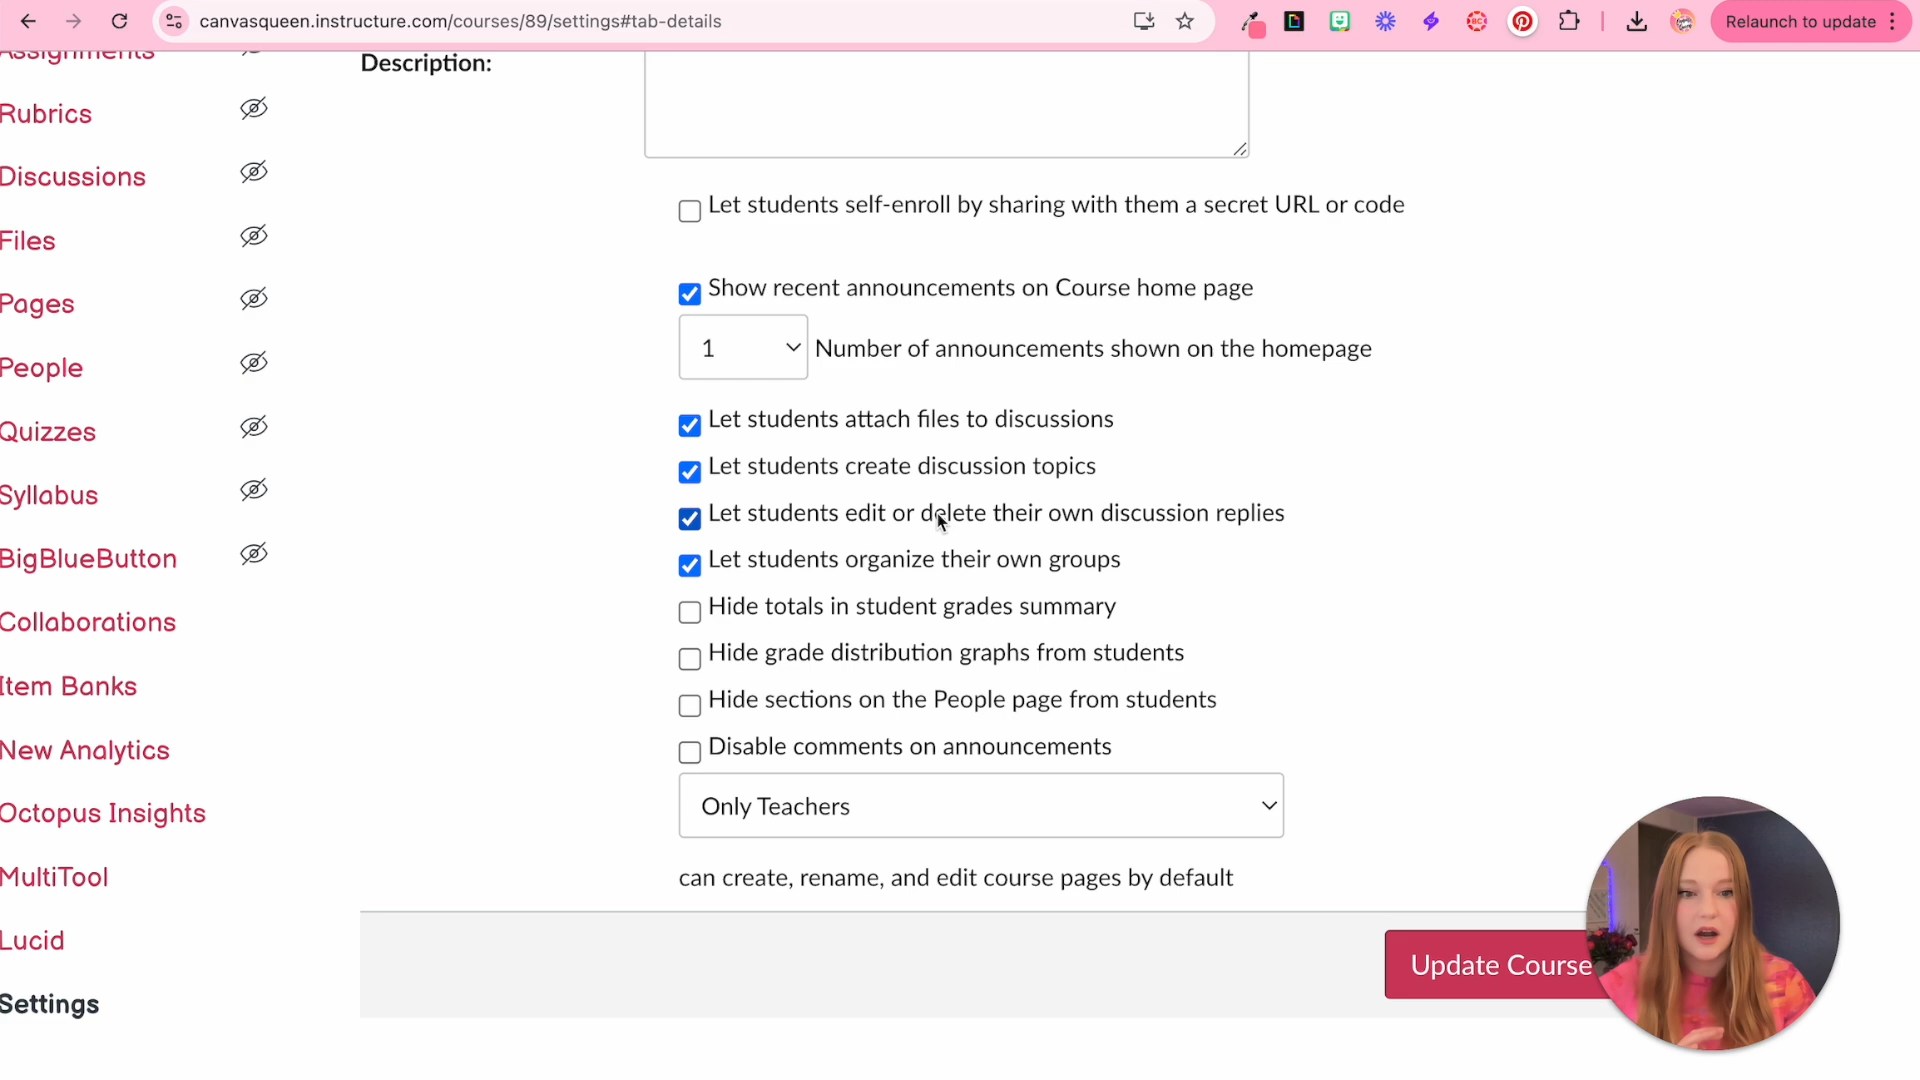 canvasqueen.instructure.com/courses/89/settings#tab-details
Relaunch to update
Assignments
Rubrics
Discussions
Files
Pages
People
Quizzes
Syllabus
BigBlueButton
Collaborations
Item Banks
New Analytics
Octopus Insights
MultiTool
Lucid
Settings
Description:
Let students self-enroll by sharing with them a secret URL or code
Show recent announcements on Course home page
1
Number of announcements shown on the homepage
Let students attach files to discussions
Let students create discussion topics
Let students edit or delete their own discussion replies
Let students organize their own groups
Hide totals in student grades summary
Hide grade distribution graphs from students
Hide sections on the People page from students
Disable comments on announcements
Only Teachers
can create, rename, and edit course pages by default
Update Course